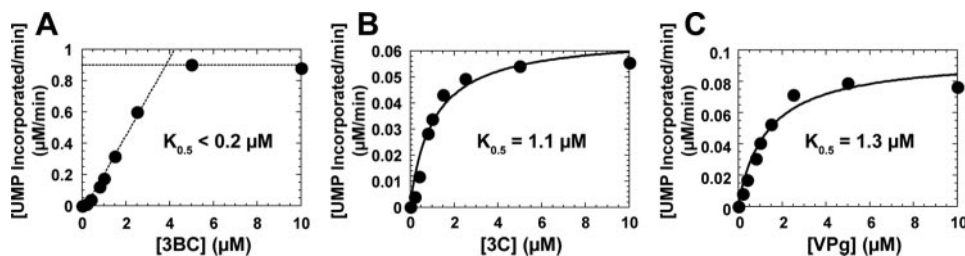 A
[UMP Incorporated/min]
(μM/min)
1
0.8
0.6
0.4
0.2
0
K0.5 < 0.2 μM
0 2 4 6 8 10
[3BC] (μM)
B
[UMP Incorporated/min]
(μM/min)
0.06
0.05
0.04
0.03
0.02
0.01
0
K0.5 = 1.1 μM
0 2 4 6 8 10
[3C] (μM)
C
[UMP Incorporated/min]
(μM/min)
0.1
0.08
0.06
0.04
0.02
0
K0.5 = 1.3 μM
0 2 4 6 8 10
[VPg] (μM)